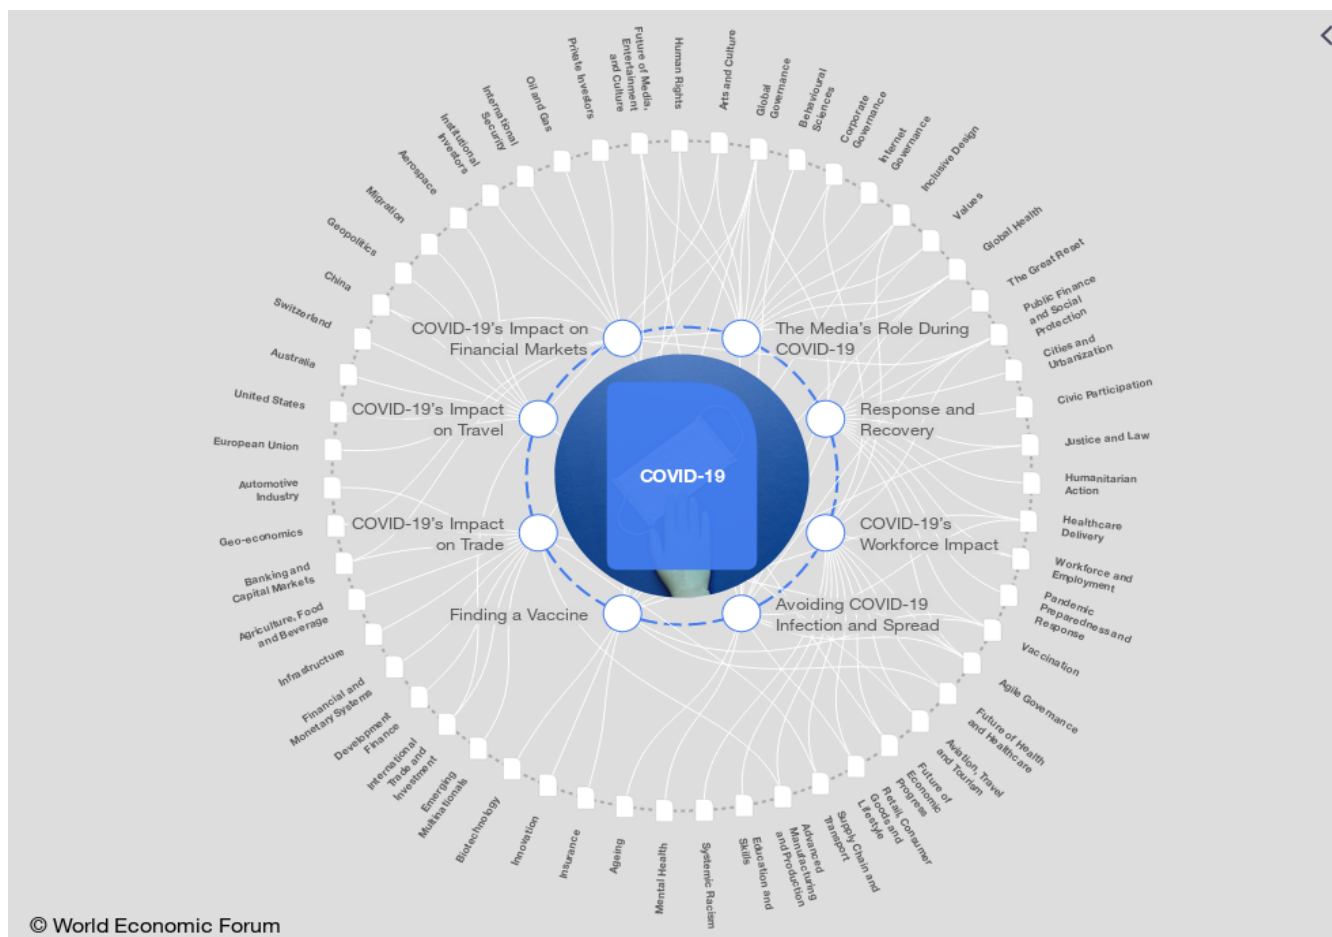 Private Investors
Future of Media,
Entertainment
and Culture
Human Rights
Arts and Culture
Global
Governance
Behavioural
Sciences
Corporate
Governance
Internet
Governance
Inclusive Design
Values
Global Health
The Great Reset
Public Finance
and Social
Protection
Cities and
Urbanization
Civic Participation
Justice and Law
Humanitarian
Action
Healthcare
Delivery
Workforce and
Employment
Pandemic
Preparedness and
Response
Vaccination
Agile Governance
Future of Health
and Healthcare
Aviation, Travel
and Tourism
Future of
Economic
Progress
Retail, Consumer
Goods and
Lifestyle
Supply Chain and
Transport
Advanced
Manufacturing
and Production
Education and
Skills
Systemic Racism
Mental Health
Ageing
Insurance
Innovation
Biotechnology
Emerging
Multinationals
International
Trade and
Investment
Development
Finance
Financial and
Monetary Systems
Infrastructure
Agriculture, Food
and Beverage
Banking and
Capital Markets
Geo-economics
Automotive
Industry
European Union
United States
Australia
Switzerland
China
Geopolitics
Migration
Aerospace
Institutional
Investors
International
Security
Oil and Gas
COVID-19's Impact on
Financial Markets
The Media's Role During
COVID-19
COVID-19's Impact
on Travel
Response and
Recovery
COVID-19
COVID-19's Impact
on Trade
COVID-19's
Workforce Impact
Finding a Vaccine
Avoiding COVID-19
Infection and Spread
© World Economic Forum